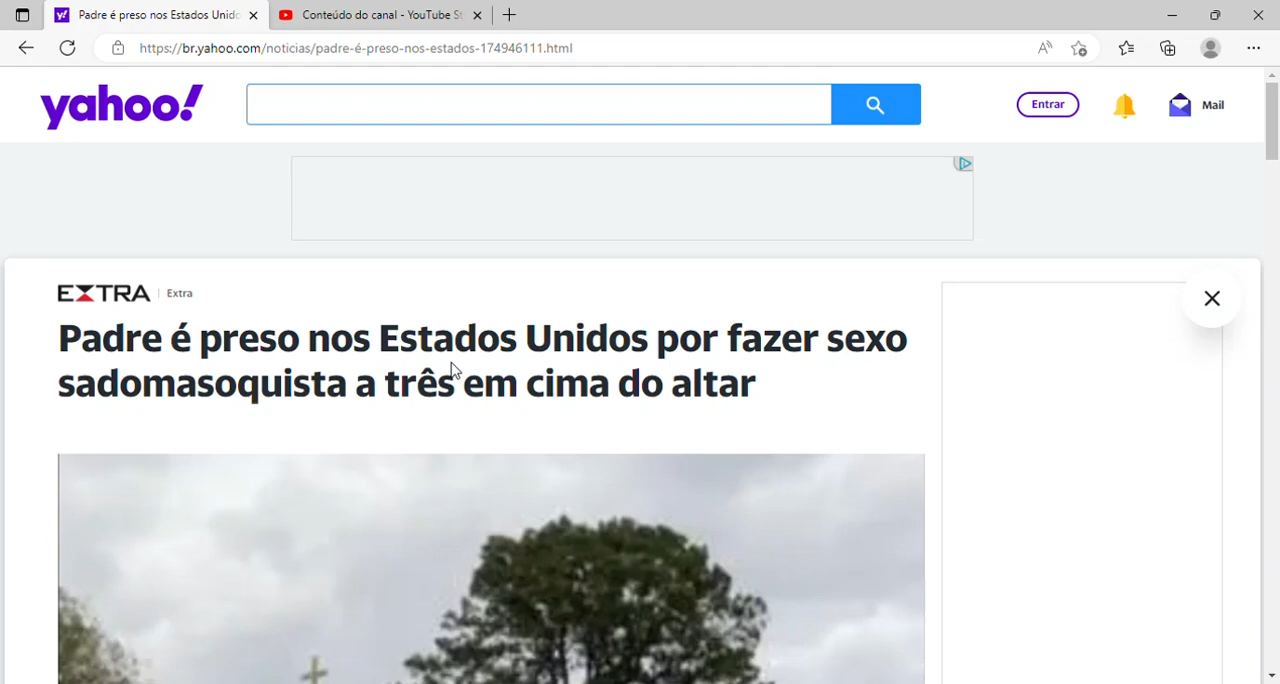 Padre é preso nos Estados Unido
Conteúdo do canal - YouTube St
https://br.yahoo.com/noticias/padre-é-preso-nos-estados-174946111.html
yahoo!
Entrar
Mail
EXTRA
Extra
Padre é preso nos Estados Unidos por fazer sexo
sadomasoquista a três em cima do altar